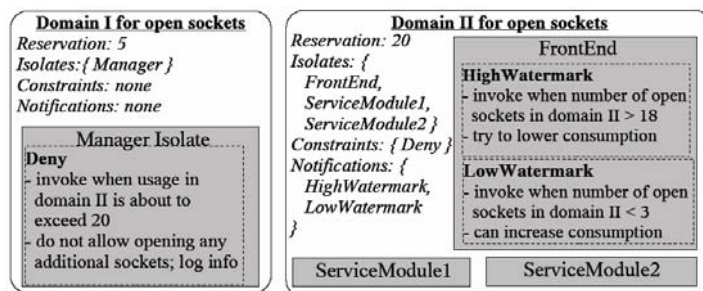 Domain I for open sockets
Reservation: 5
Isolates:{ Manager }
Constraints: none
Notifications: none
Manager Isolate
Deny
- invoke when usage in
domain II is about to
exceed 20
- do not allow opening any
additional sockets; log info
Domain II for open sockets
Reservation: 20
Isolates: {
FrontEnd,
ServiceModule1,
ServiceModule2 }
Constraints: { Deny }
Notifications: {
HighWatermark,
LowWatermark
}
FrontEnd
HighWatermark
- invoke when number of open
sockets in domain II > 18
- try to lower consumption
LowWatermark
- invoke when number of open
sockets in domain II < 3
- can increase consumption
ServiceModule1
ServiceModule2